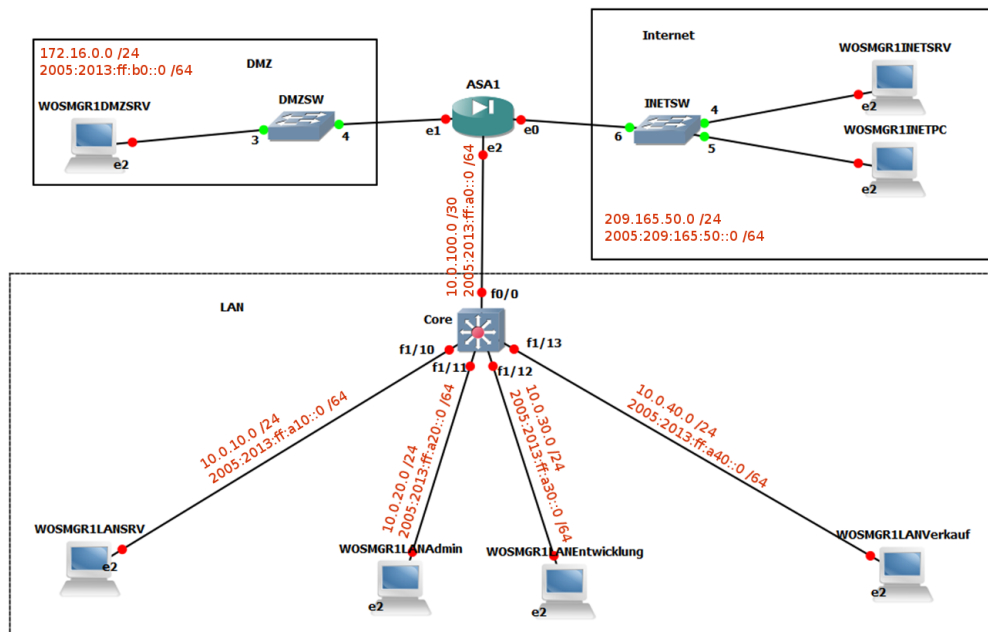 172.16.0.0 /24
2005:2013:ff:b0::0 /64
DMZ
WOSMGR1DMZSRV
e2
3
DMZSW
4
ASA1
e1
e0
e2
Internet
WOSMGR1INETSRV
e2
INETSW
6
4
5
WOSMGR1INETPC
e2
209.165.50.0 /24
2005:209:165:50::0 /64
10.0.100.0 /30
2005:2013:ff:a0::0 /64
LAN
f0/0
Core
f1/10
f1/11
f1/12
f1/13
10.0.10.0 /24
2005:2013:ff:a10::0 /64
10.0.20.0 /24
2005:2013:ff:a20::0 /64
10.0.30.0 /24
2005:2013:ff:a30::0 /64
10.0.40.0 /24
2005:2013:ff:a40::0 /64
WOSMGR1LANSRV
e2
WOSMGR1LANAdmin
e2
WOSMGR1LANEntwicklung
e2
WOSMGR1LANVerkauf
e2